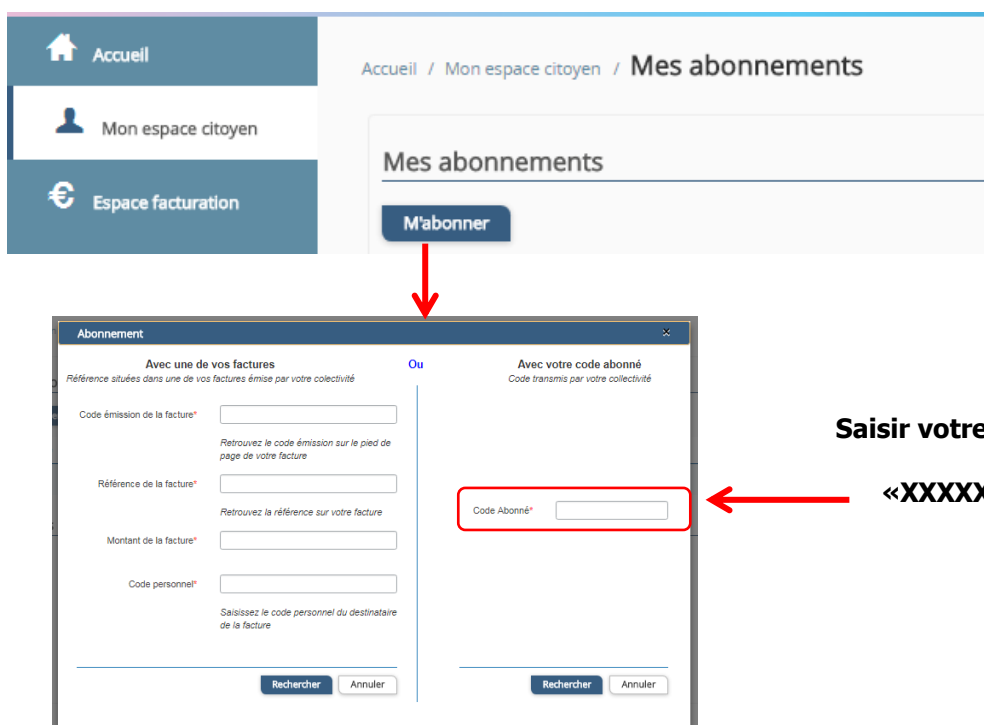 Accueil
Mon espace citoyen
Espace facturation
Accueil / Mon espace citoyen / Mes abonnements
Mes abonnements
M'abonner
Abonnement
×
Avec une de vos factures
Référence situées dans une de vos factures émise par votre colectivité
Code émission de la facture*
Retrouvez le code émission sur le pied de
page de votre facture
Référence de la facture*
Retrouvez la référence sur votre facture
Montant de la facture*
Code personnel*
Saisissez le code personnel du destinataire
de la facture
Rechercher Annuler
Ou
Avec votre code abonné
Code transmis par votre collectivité
Code Abonné*
Rechercher Annuler
Saisir votre
«XXXXX